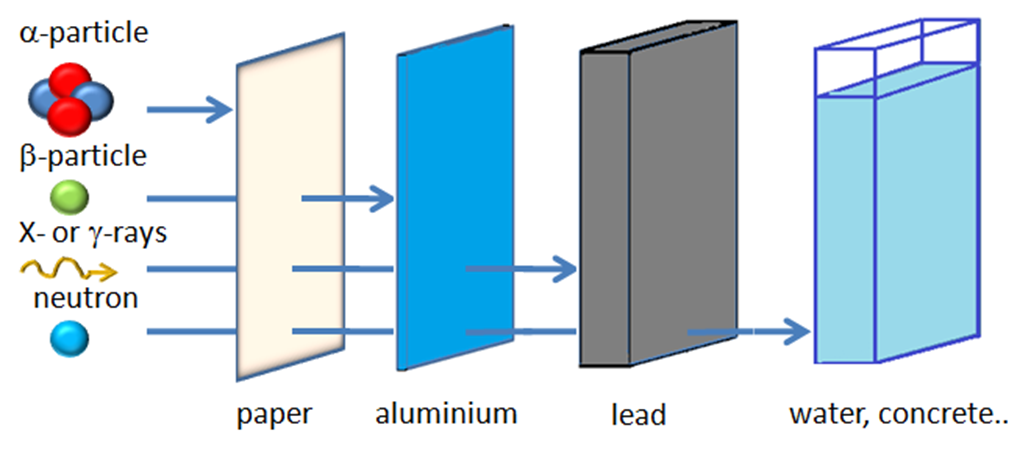 α-particle
β-particle
X- or γ-rays
neutron
paper
aluminium
lead
water, concrete..